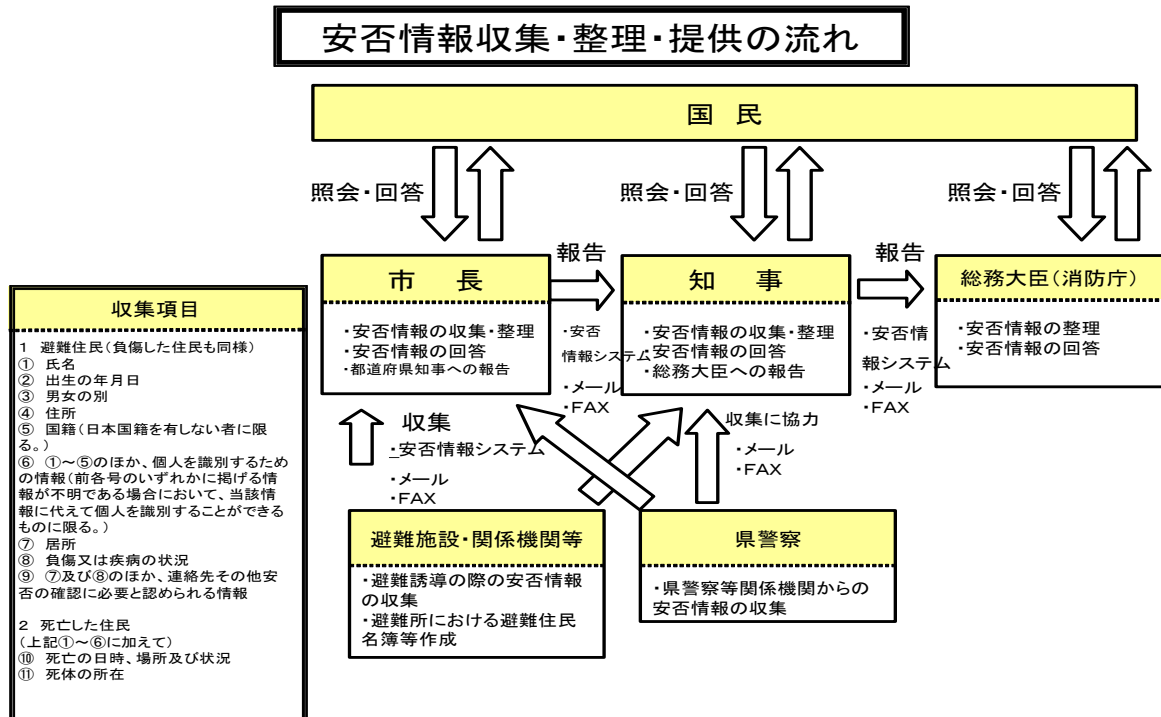 安否情報収集・整理・提供の流れ
国 民
照会・回答
照会・回答
照会・回答
市 長
・安否情報の収集・整理
・安否情報の回答
・都道府県知事への報告
報告
・安否
情報システム
・メール
・FAX
知 事
・安否情報の収集・整理
・安否情報の回答
・総務大臣への報告
報告
・安否情
報システム
・メール
・FAX
総務大臣(消防庁)
・安否情報の整理
・安否情報の回答
収集項目
1 避難住民(負傷した住民も同様)
① 氏名
② 出生の年月日
③ 男女の別
④ 住所
⑤ 国籍(日本国籍を有しない者に限
る。)
⑥ ①~⑤のほか、個人を識別するため
の情報(前各号のいずれかに掲げる情
報が不明である場合において、当該情
報に代えて個人を識別することができる
ものに限る。)
⑦ 居所
⑧ 負傷又は疾病の状況
⑨ ⑦及び⑧のほか、連絡先その他安
否の確認に必要と認められる情報
2 死亡した住民
(上記①~⑥に加えて)
⑩ 死亡の日時、場所及び状況
⑪ 死体の所在
収集
・安否情報システム
・メール
・FAX
収集に協力
・メール
・FAX
避難施設・関係機関等
・避難誘導の際の安否情報
の収集
・避難所における避難住民
名簿等作成
県警察
・県警察等関係機関からの
安否情報の収集